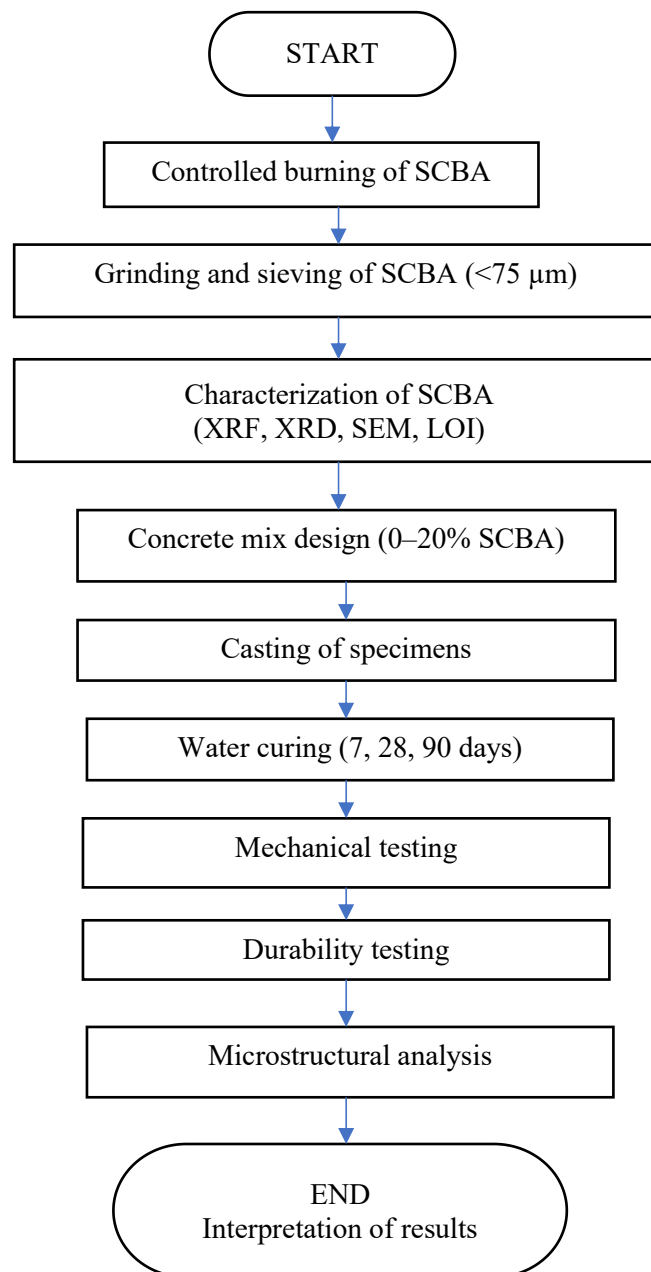 START
Controlled burning of SCBA
Grinding and sieving of SCBA (<75 µm)
Characterization of SCBA
(XRF, XRD, SEM, LOI)
Concrete mix design (0–20% SCBA)
Casting of specimens
Water curing (7, 28, 90 days)
Mechanical testing
Durability testing
Microstructural analysis
END
Interpretation of results